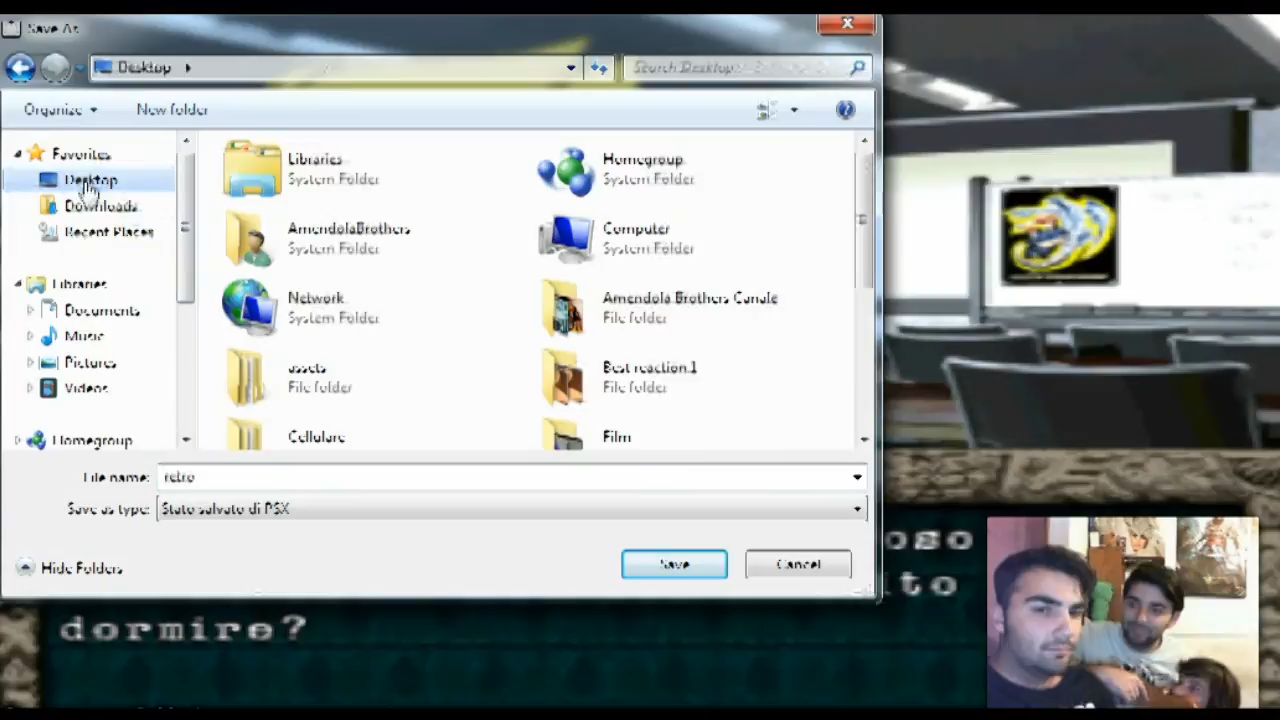 Save As
Desktop
Search Desktop
Organize
New folder
Favorites
Desktop
Downloads
Recent Places
Libraries
Documents
Music
Pictures
Videos
Homegroup
Libraries
System Folder
Homegroup
System Folder
AmendolaBrothers
System Folder
Computer
System Folder
Network
System Folder
Amendola Brothers Canale
File folder
assets
File folder
Best reaction 1
File folder
Cellulare
Film
File name:
retro
Save as type:
Stato salvato di PSX
Hide Folders
Save
Cancel
oso
ito
dormire?